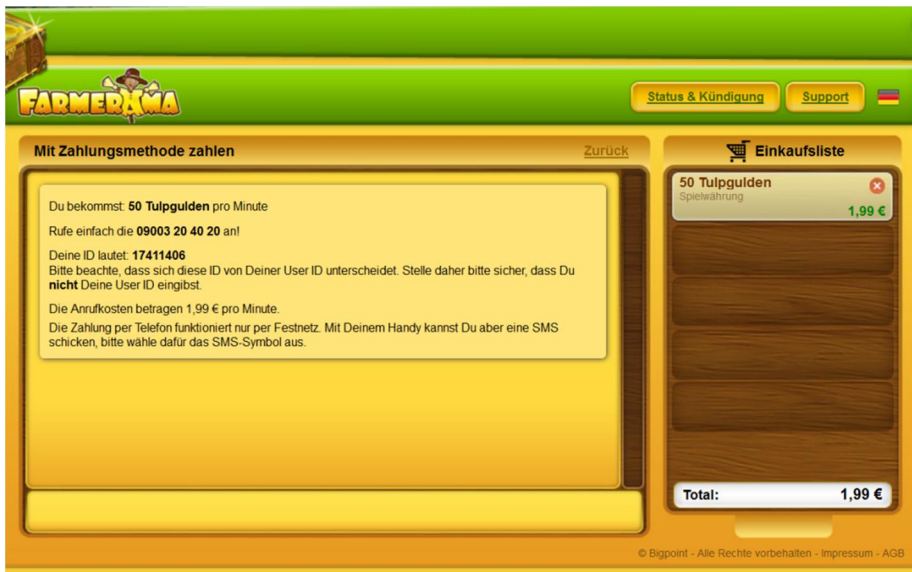 FARMERAMA
Status & Kündigung
Support
Mit Zahlungsmethode zahlen
Zurück
Du bekommst: 50 Tulpgulden pro Minute
Rufe einfach die 09003 20 40 20 an!
Deine ID lautet: 17411406
Bitte beachte, dass sich diese ID von Deiner User ID unterscheidet. Stelle daher bitte sicher, dass Du
nicht Deine User ID eingibst.
Die Anrufkosten betragen 1,99 € pro Minute.
Die Zahlung per Telefon funktioniert nur per Festnetz. Mit Deinem Handy kannst Du aber eine SMS
schicken, bitte wähle dafür das SMS-Symbol aus.
Einkaufsliste
50 Tulpgulden
Spielwährung
1,99 €
Total: 1,99 €
© Bigpoint - Alle Rechte vorbehalten - Impressum - AGB